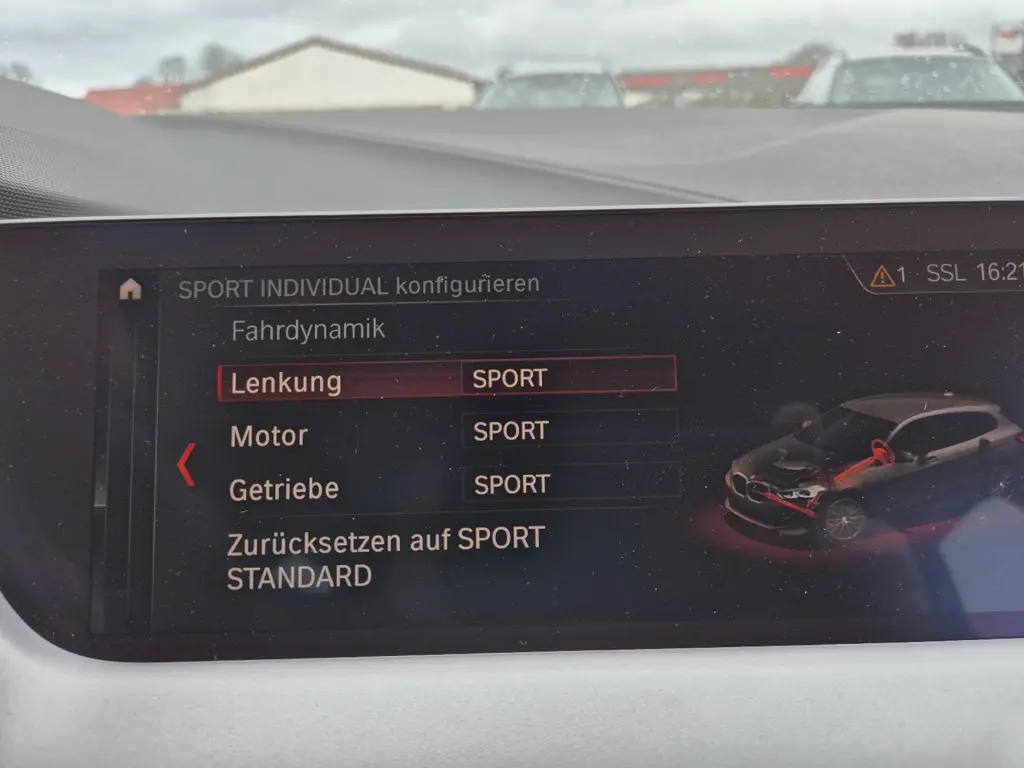 SPORT INDIVIDUAL konfigurieren
1 SSL 16:21
Fahrdynamik
Lenkung SPORT
Motor SPORT
Getriebe SPORT
Zurücksetzen auf SPORT
STANDARD